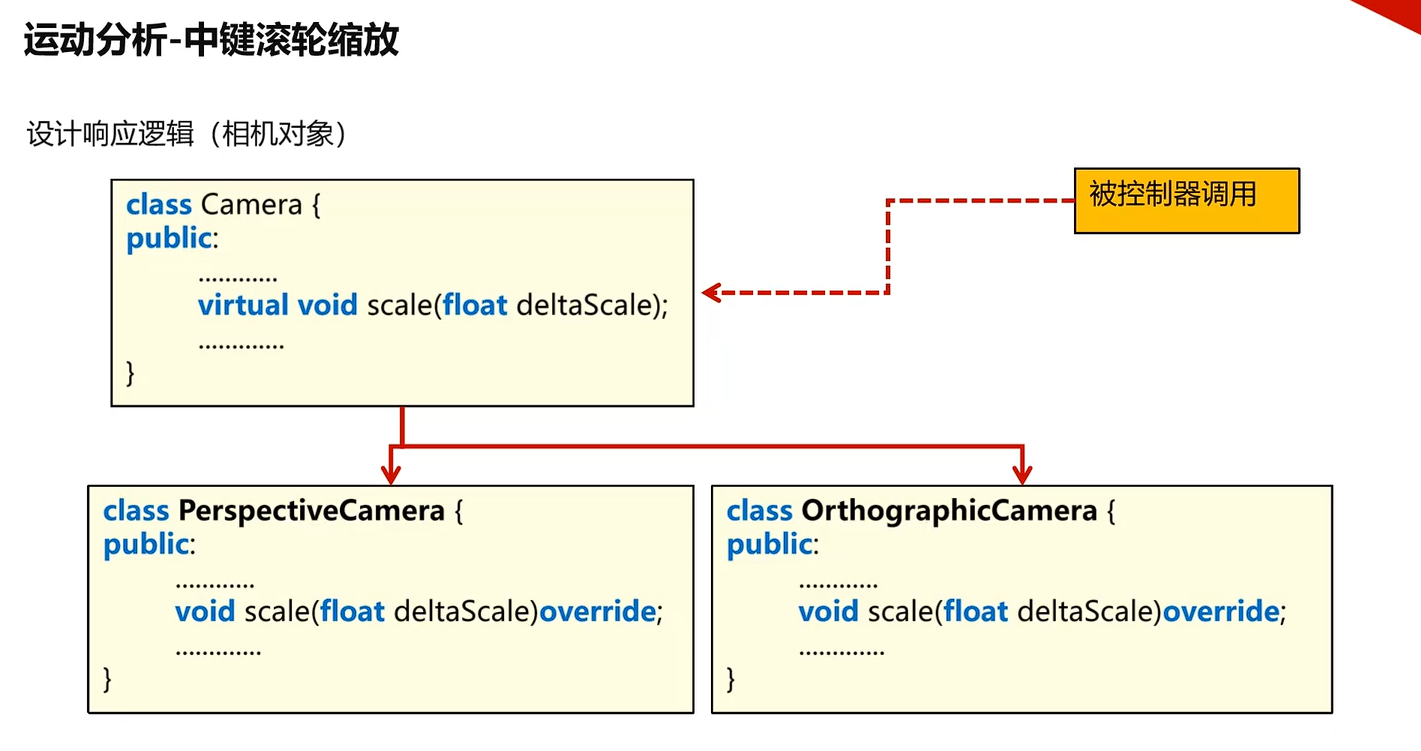 运动分析-中键滚轮缩放
设计响应逻辑（相机对象）
class Camera {
public:
............
virtual void scale(float deltaScale);
.............
}
被控制器调用
class PerspectiveCamera {
public:
............
void scale(float deltaScale)override;
.............
}
class OrthographicCamera {
public:
............
void scale(float deltaScale)override;
.............
}